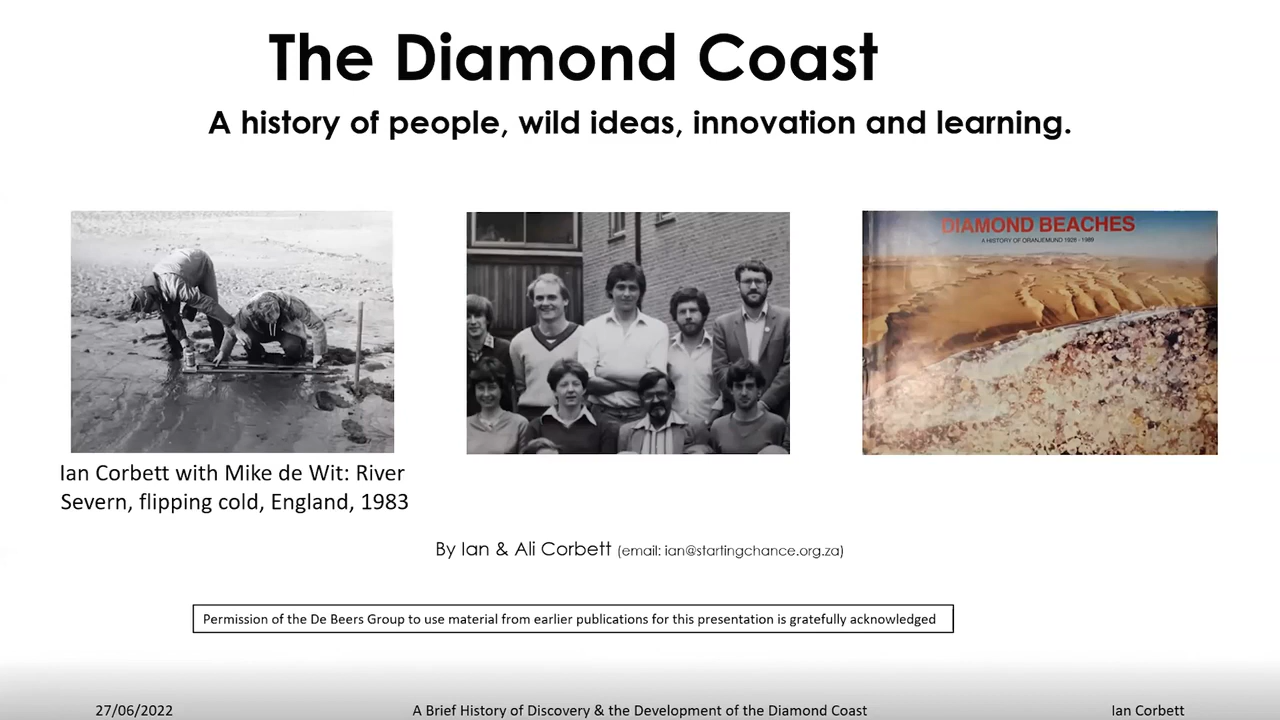 The Diamond Coast
A history of people, wild ideas, innovation and learning.
DIAMOND BEACHES
A HISTORY OF ORANJEMUND 1928 - 1989
Ian Corbett with Mike de Wit: River
Severn, flipping cold, England, 1983
By Ian & Ali Corbett (email: ian@startingchance.org.za)
Permission of the De Beers Group to use material from earlier publications for this presentation is gratefully acknowledged
27/06/2022
A Brief History of Discovery & the Development of the Diamond Coast
Ian Corbett